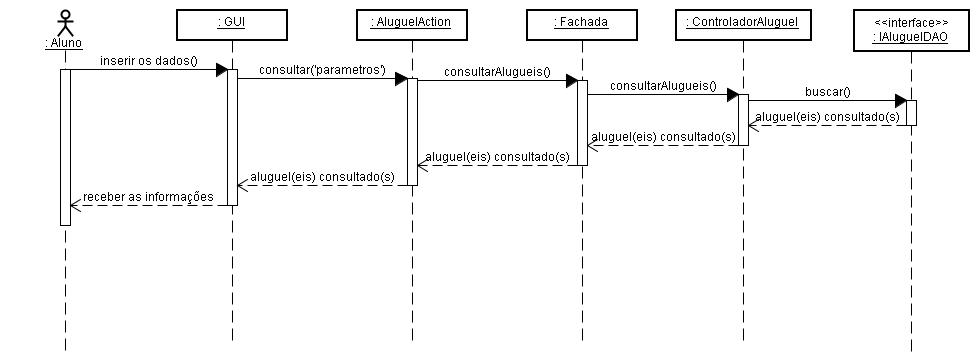 : Aluno
: GUI
: AluguelAction
: Fachada
: ControladorAluguel
<<interface>>
: IAluguelDAO
inserir os dados()
consultar('parametros')
consultarAlugueis()
consultarAlugueis()
buscar()
aluguel(eis) consultado(s)
aluguel(eis) consultado(s)
aluguel(eis) consultado(s)
aluguel(eis) consultado(s)
receber as informações